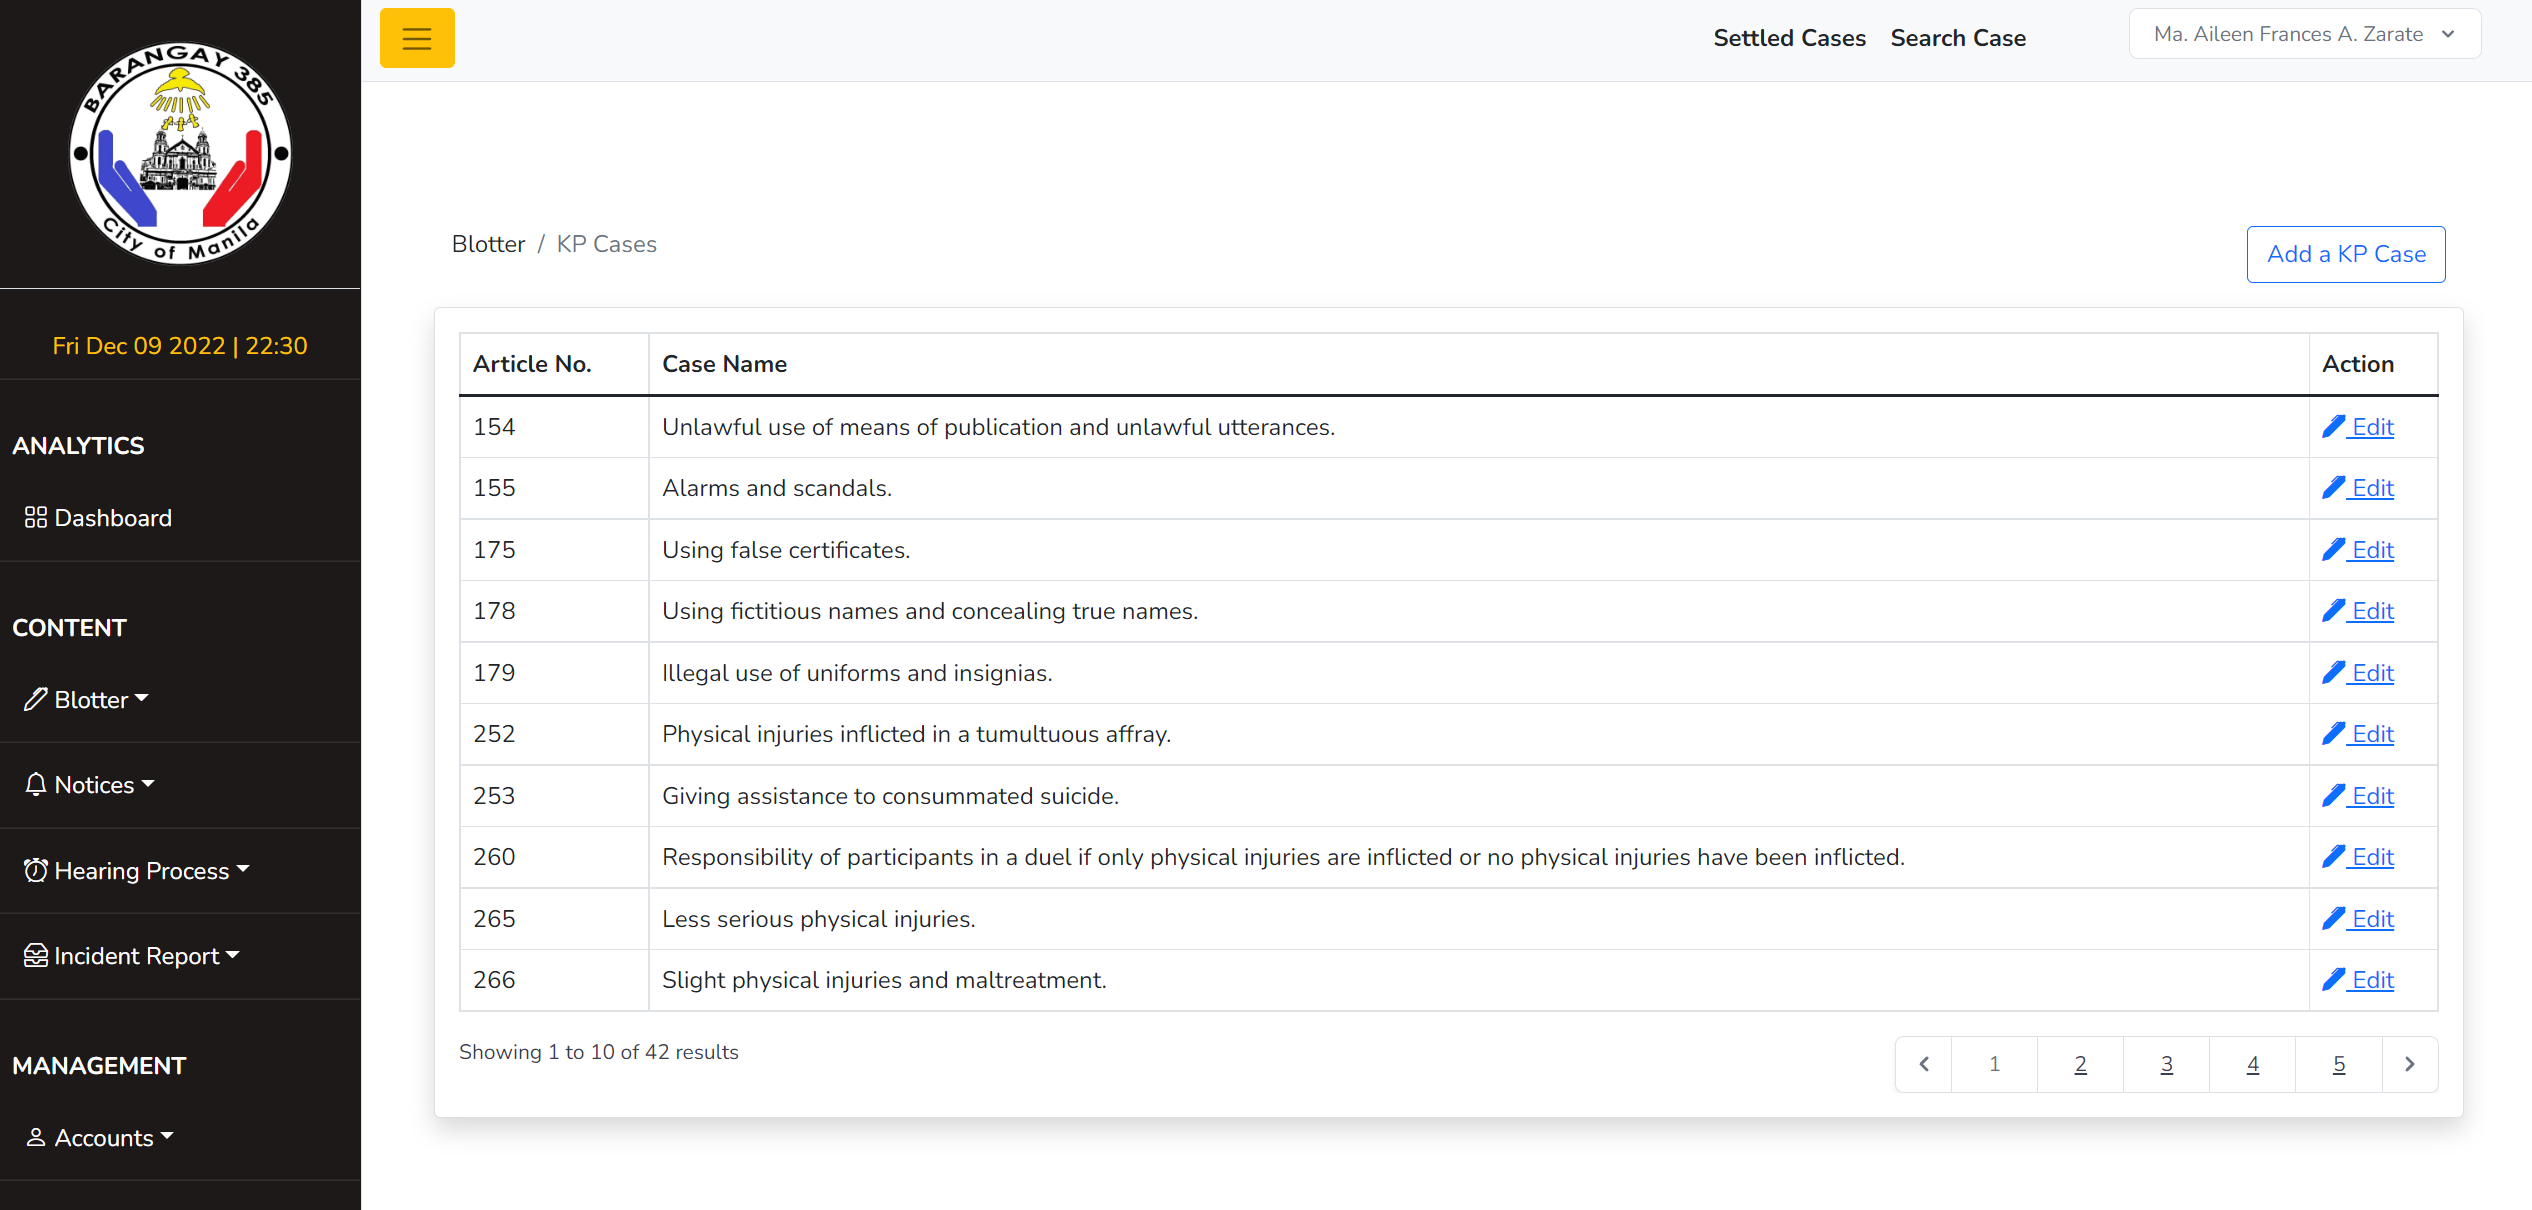 BARANGAY 385
City of Manila
Fri Dec 09 2022 | 22:30
ANALYTICS
Dashboard
CONTENT
Blotter
Notices
Hearing Process
Incident Report
MANAGEMENT
Accounts
Settled Cases Search Case Ma. Aileen Frances A. Zarate
Blotter / KP Cases
Add a KP Case
Article No. Case Name Action
154 Unlawful use of means of publication and unlawful utterances. Edit
155 Alarms and scandals. Edit
175 Using false certificates. Edit
178 Using fictitious names and concealing true names. Edit
179 Illegal use of uniforms and insignias. Edit
252 Physical injuries inflicted in a tumultuous affray. Edit
253 Giving assistance to consummated suicide. Edit
260 Responsibility of participants in a duel if only physical injuries are inflicted or no physical injuries have been inflicted. Edit
265 Less serious physical injuries. Edit
266 Slight physical injuries and maltreatment. Edit
Showing 1 to 10 of 42 results
1 2 3 4 5